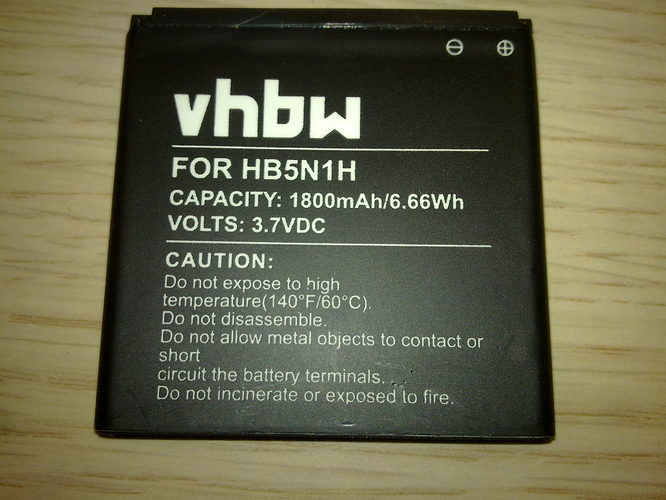 ⊖ ⊕
vhbw
FOR HB5N1H
CAPACITY: 1800mAh/6.66Wh
VOLTS: 3.7VDC
CAUTION:
Do not expose to high
temperature(140°F/60°C).
Do not disassemble.
Do not allow metal objects to contact or
short
circuit the battery terminals.
Do not incinerate or exposed to fire.